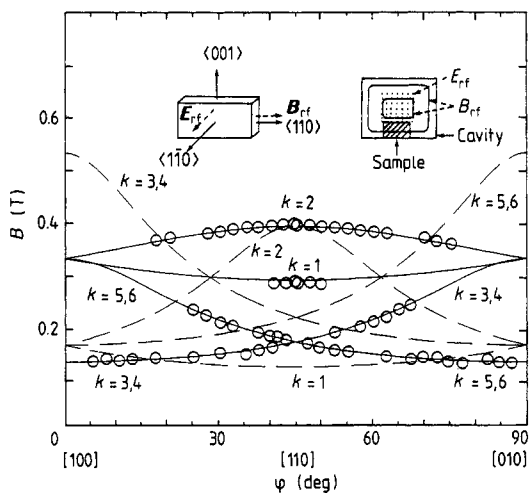 B (T)
0.6
0.4
0.2
0
30
60
90
[100]
[110]
[010]
φ (deg)
⟨001⟩
E_rf
B_rf
⟨110⟩
⟨11̄0⟩
E_rf
B_rf
Cavity
Sample
k = 3,4
k = 5,6
k = 2
k = 2
k = 1
k = 5,6
k = 3,4
k = 3,4
k = 1
k = 5,6